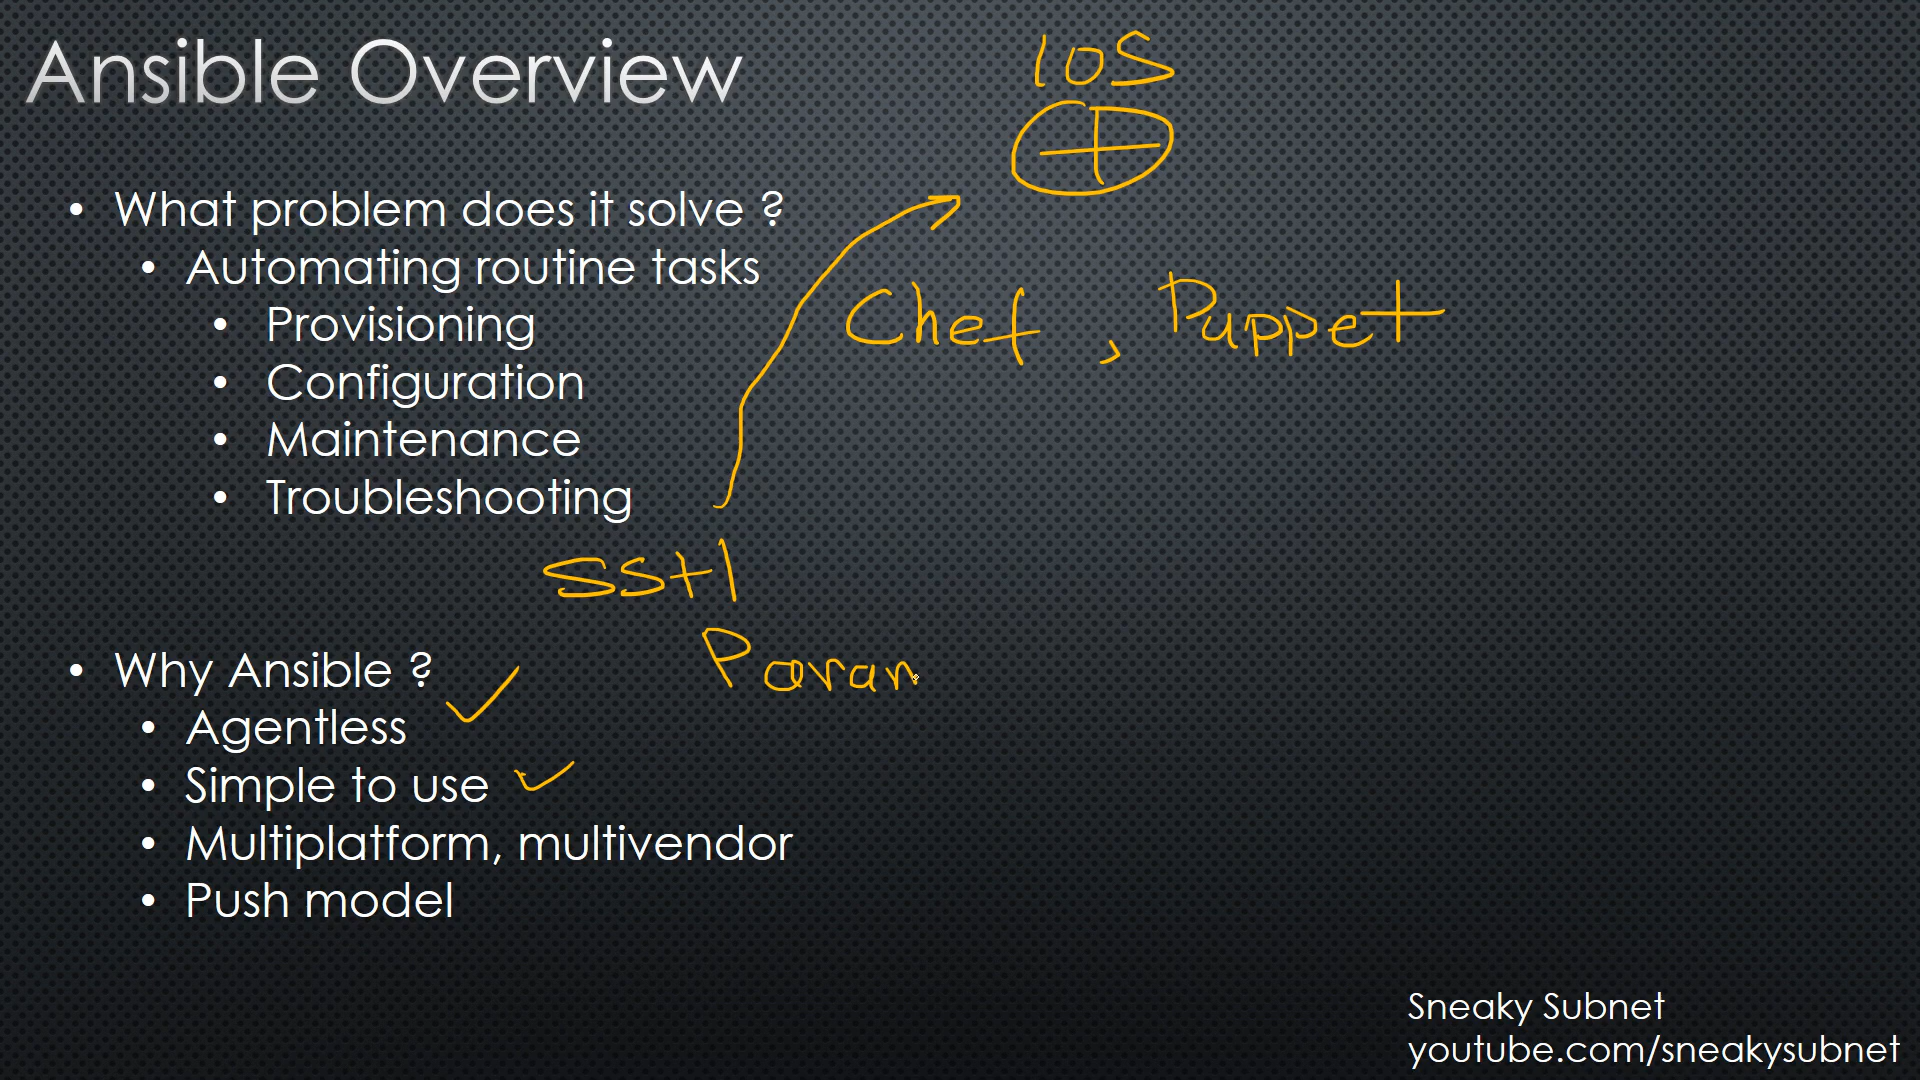 Ansible Overview
IOS
• What problem does it solve ?
• Automating routine tasks
• Provisioning
Chef, Puppet
• Configuration
• Maintenance
• Troubleshooting
SSH
Param
• Why Ansible ?
• Agentless
• Simple to use
• Multiplatform, multivendor
• Push model
Sneaky Subnet
youtube.com/sneakysubnet